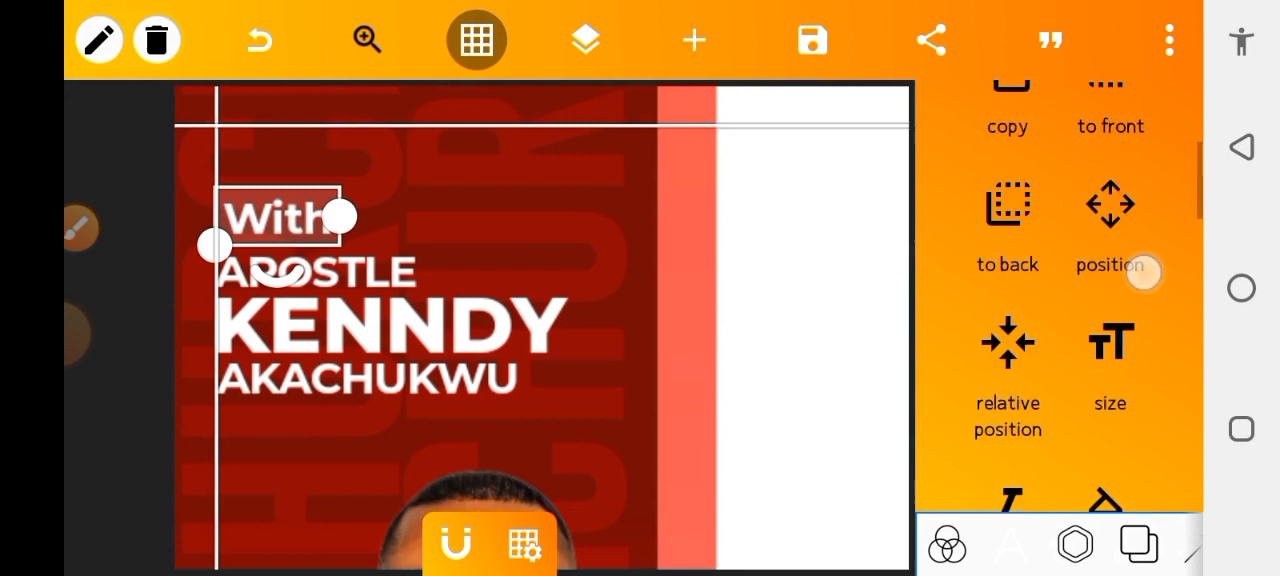 copy
to front
With
to back
position
APOSTLE
KENNDY
AKACHUKWU
relative
position
size